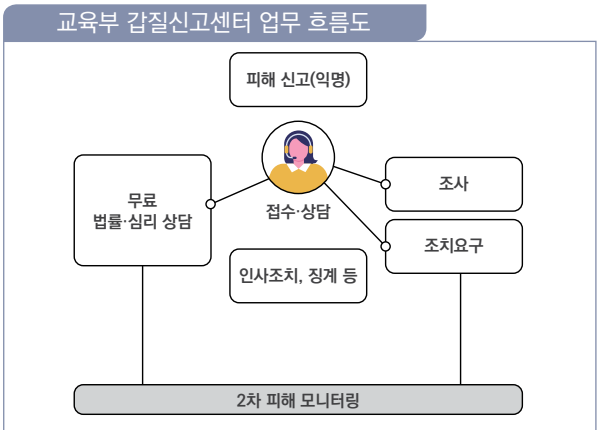 교육부 갑질신고센터 업무 흐름도
피해 신고(익명)
무료
법률·심리 상담
접수·상담
조사
조치요구
인사조치, 징계 등
2차 피해 모니터링